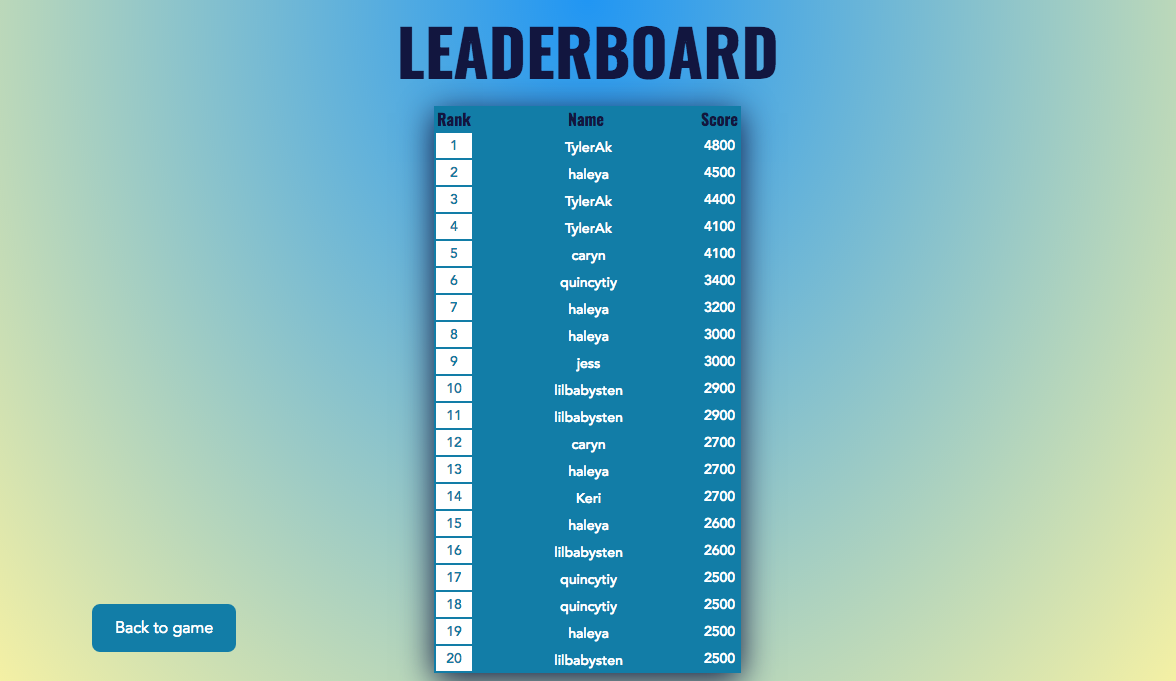 LEADERBOARD
Rank Name Score
1 TylerAk 4800
2 haleya 4500
3 TylerAk 4400
4 TylerAk 4100
5 caryn 4100
6 quincytiy 3400
7 haleya 3200
8 haleya 3000
9 jess 3000
10 lilbabysten 2900
11 lilbabysten 2900
12 caryn 2700
13 haleya 2700
14 Keri 2700
15 haleya 2600
16 lilbabysten 2600
17 quincytiy 2500
18 quincytiy 2500
19 haleya 2500
20 lilbabysten 2500
Back to game